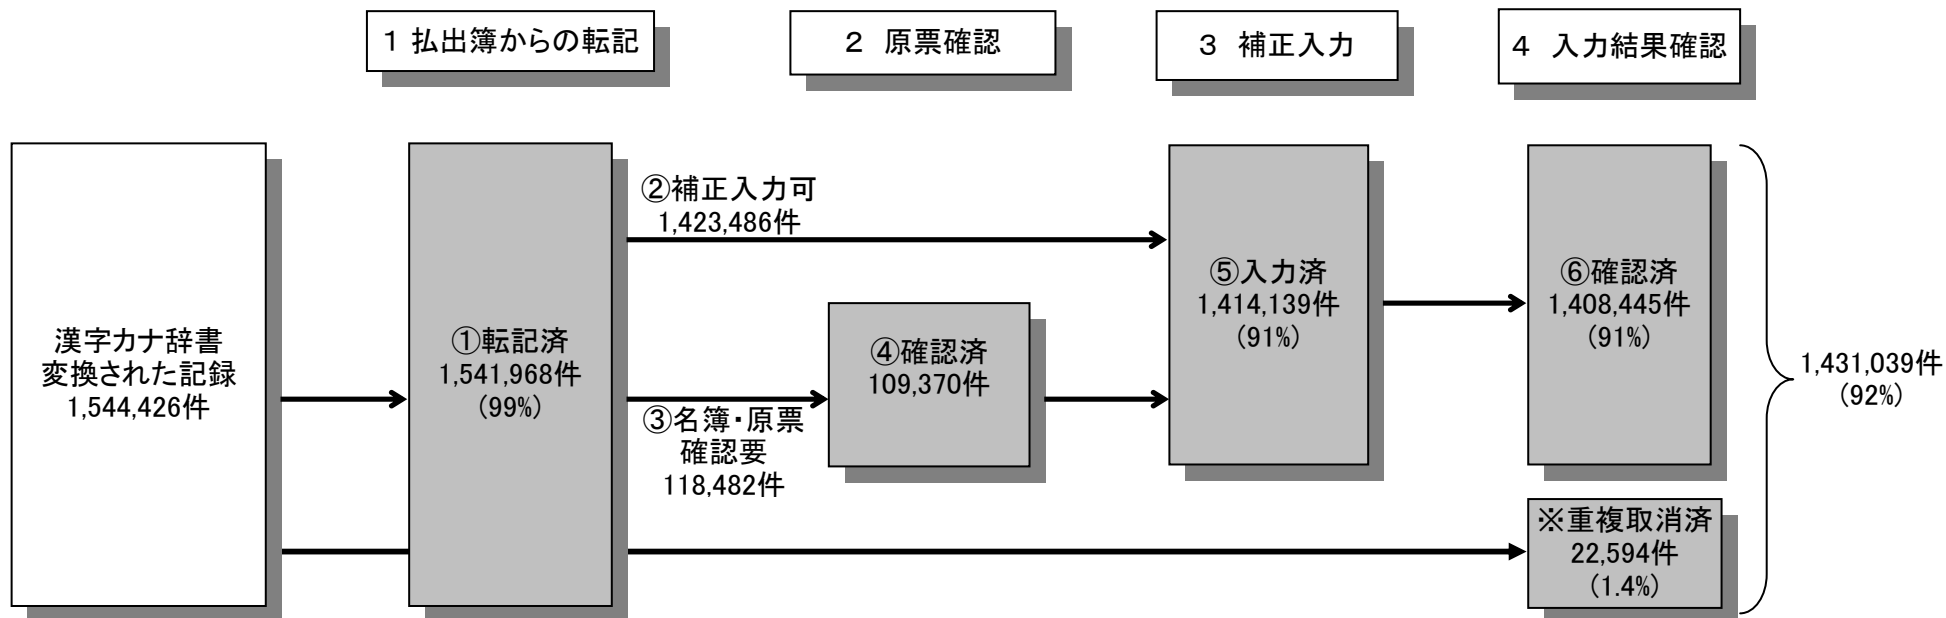 1 払出簿からの転記
２ 原票確認
３ 補正入力
４ 入力結果確認
漢字カナ辞書
変換された記録
1,544,426件
①転記済
1,541,968件
(99%)
②補正入力可
1,423,486件
③名簿・原票
確認要
118,482件
④確認済
109,370件
⑤入力済
1,414,139件
(91%)
⑥確認済
1,408,445件
(91%)
※重複取消済
22,594件
(1.4%)
1,431,039件
(92%)